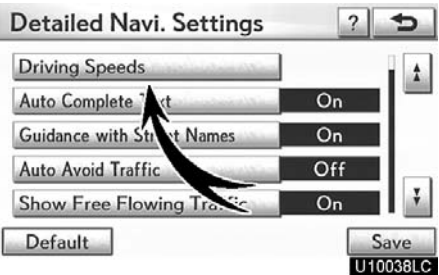 Detailed Navi. Settings ?
Driving Speeds
Auto Complete On
Guidance with Street Names On
Auto Avoid Traffic Off
Show Free Flowing Traffic On
Default Save
U10038LC